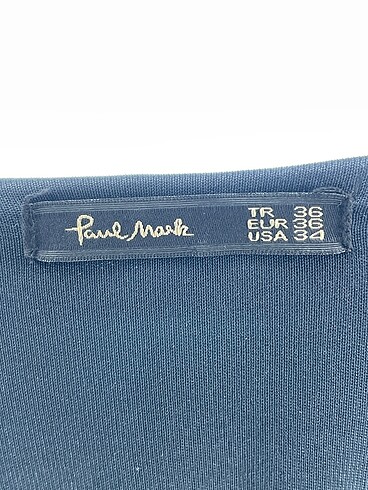 Paul Mark
TR 36
EUR 36
USA 34